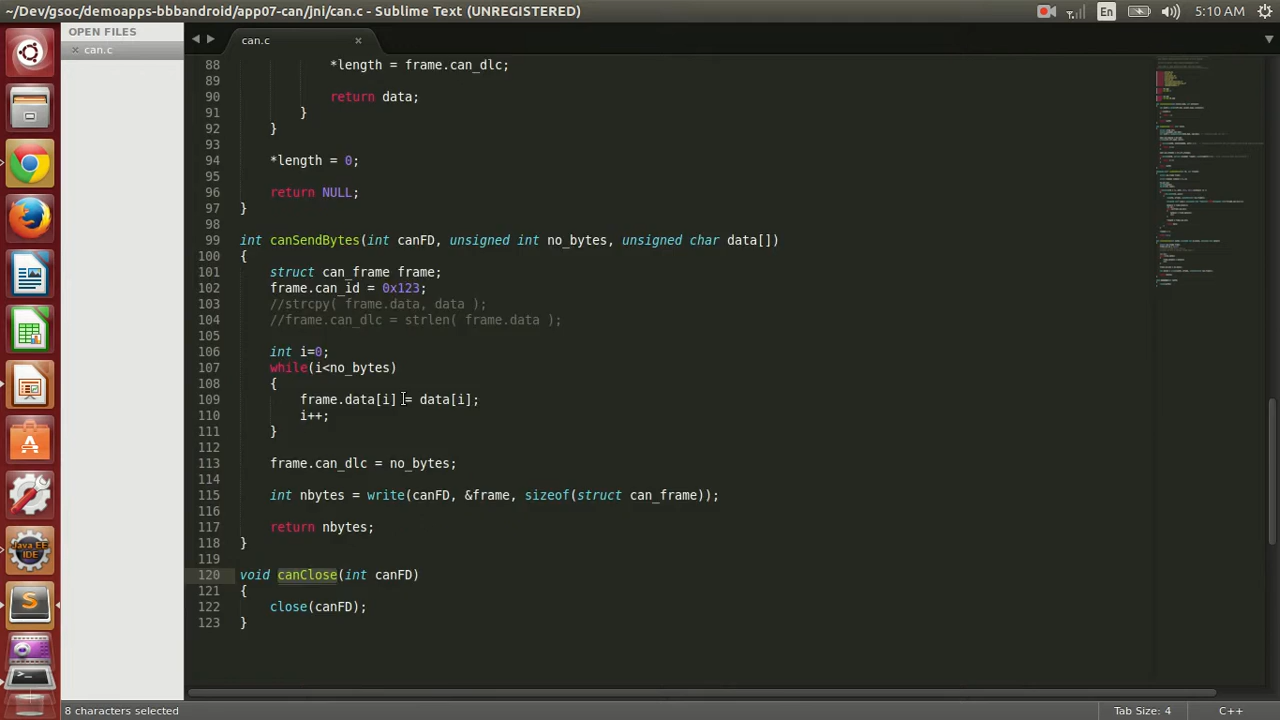 ~/Dev/gsoc/demoapps-bbbandroid/app07-can/jni/can.c - Sublime Text (UNREGISTERED)
En
5:10 AM
OPEN FILES
can.c
can.c
88 *length = frame.can_dlc;
89
90 return data;
91 }
92 }
93
94 *length = 0;
95
96 return NULL;
97 }
98
99 int canSendBytes(int canFD, unsigned int no_bytes, unsigned char data[])
100 {
101 struct can_frame frame;
102 frame.can_id = 0x123;
103 //strcpy( frame.data, data );
104 //frame.can_dlc = strlen( frame.data );
105
106 int i=0;
107 while(i<no_bytes)
108 {
109 frame.data[i] = data[i];
110 i++;
111 }
112
113 frame.can_dlc = no_bytes;
114
115 int nbytes = write(canFD, &frame, sizeof(struct can_frame));
116
117 return nbytes;
118 }
119
120 void canClose(int canFD)
121 {
122 close(canFD);
123 }
8 characters selected
Tab Size: 4
C++